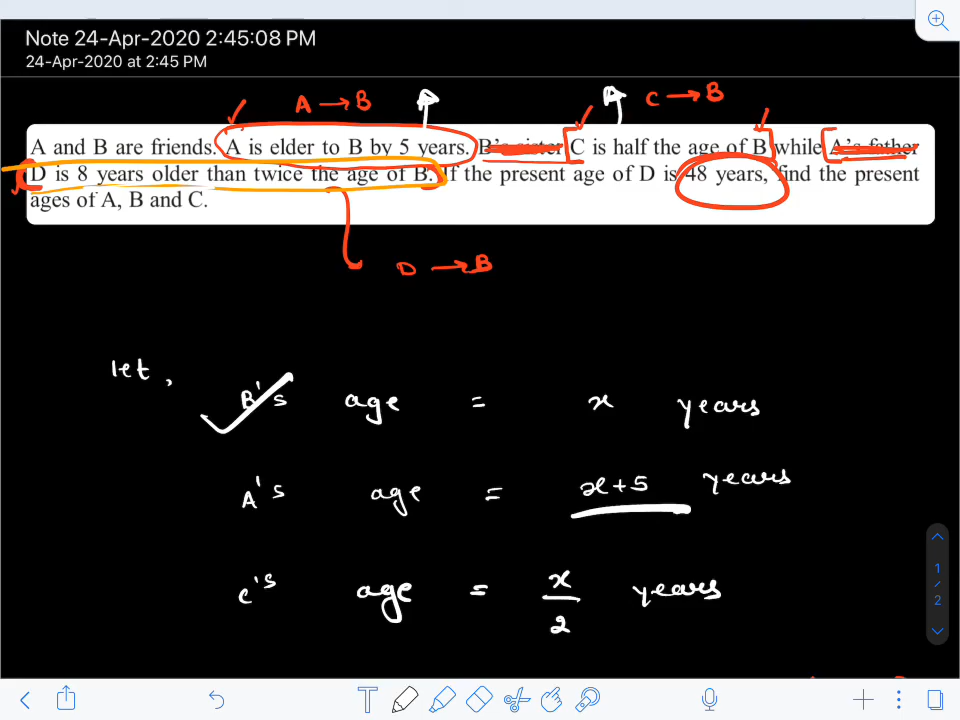 Note 24-Apr-2020 2:45:08 PM
24-Apr-2020 at 2:45 PM
A → B
C → B
A and B are friends. A is elder to B by 5 years. B's sister C is half the age of B while A's father
D is 8 years older than twice the age of B. If the present age of D is 48 years, find the present
ages of A, B and C.
D → B
let,
B's age = x years
A's age = x+5 years
c's age = x/2 years
1
/
2
T